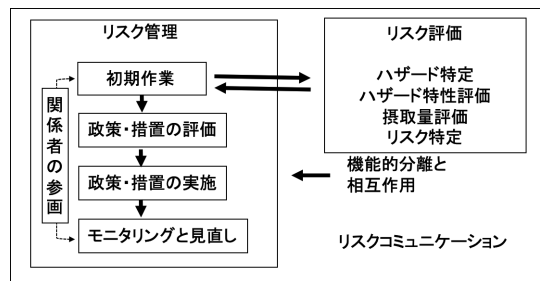 リスク管理
初期作業
政策・措置の評価
政策・措置の実施
モニタリングと見直し
関係者の参画
リスク評価
ハザード特定
ハザード特性評価
摂取量評価
リスク特定
機能的分離と
相互作用
リスクコミュニケーション